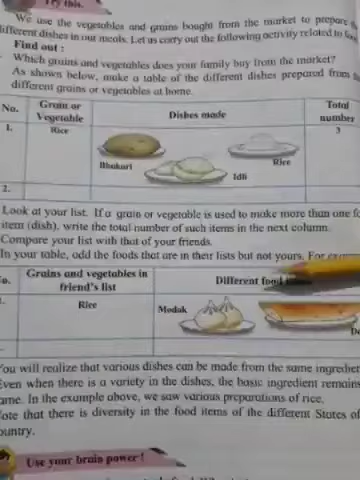 Try this.
We use the vegetables and grains bought from the market to prepare
different dishes in our meals. Let us carry out the following activity related to
Find out :
Which grains and vegetables does your family buy from the market?
As shown below, make a table of the different dishes prepared from
different grains or vegetables at home.
No. Grain or Vegetable Dishes made Total number
1. Rice 3
Bhakari Idli Rice
2.
Look at your list. If a grain or vegetable is used to make more than one
item (dish), write the total number of such items in the next column.
Compare your list with that of your friends.
In your table, add the foods that are in their lists but not yours. For
Grains and vegetables in friend's list Different food
Rice Modak
You will realize that various dishes can be made from the same
Even when there is a variety in the dishes, the basic ingredient remains
same. In the example above, we saw various preparations of rice.
Note that there is diversity in the food items of the different States of
country.
Use your brain power !